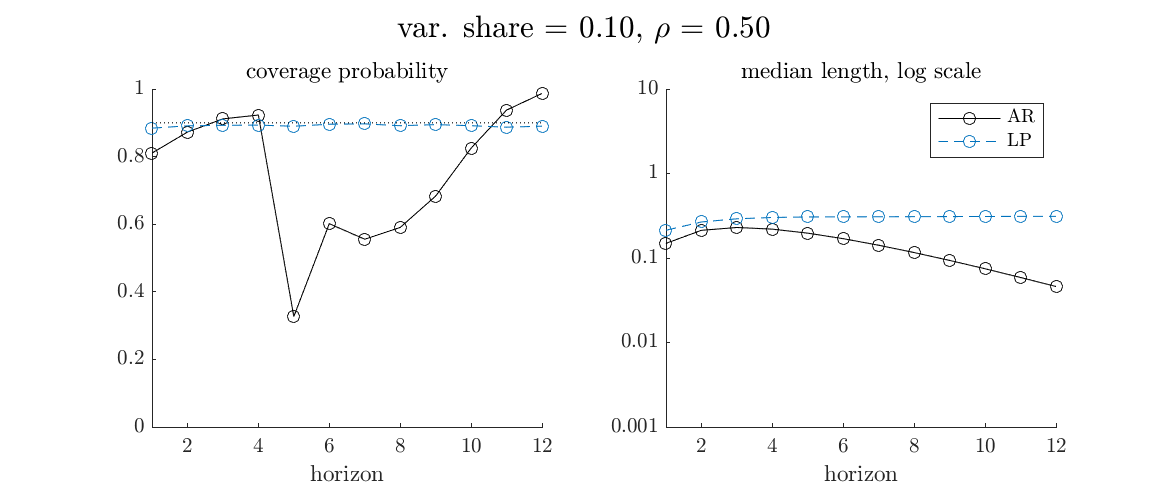 var. share = 0.10, ρ = 0.50
coverage probability
1
0.8
0.6
0.4
0.2
0
2 4 6 8 10 12
horizon
median length, log scale
10
1
0.1
0.01
0.001
AR
LP
2 4 6 8 10 12
horizon